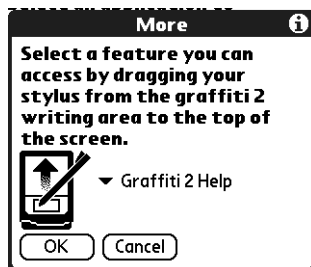 More
Select a feature you can
access by dragging your
stylus from the graffiti 2
writing area to the top of
the screen.
Graffiti 2 Help
OK Cancel